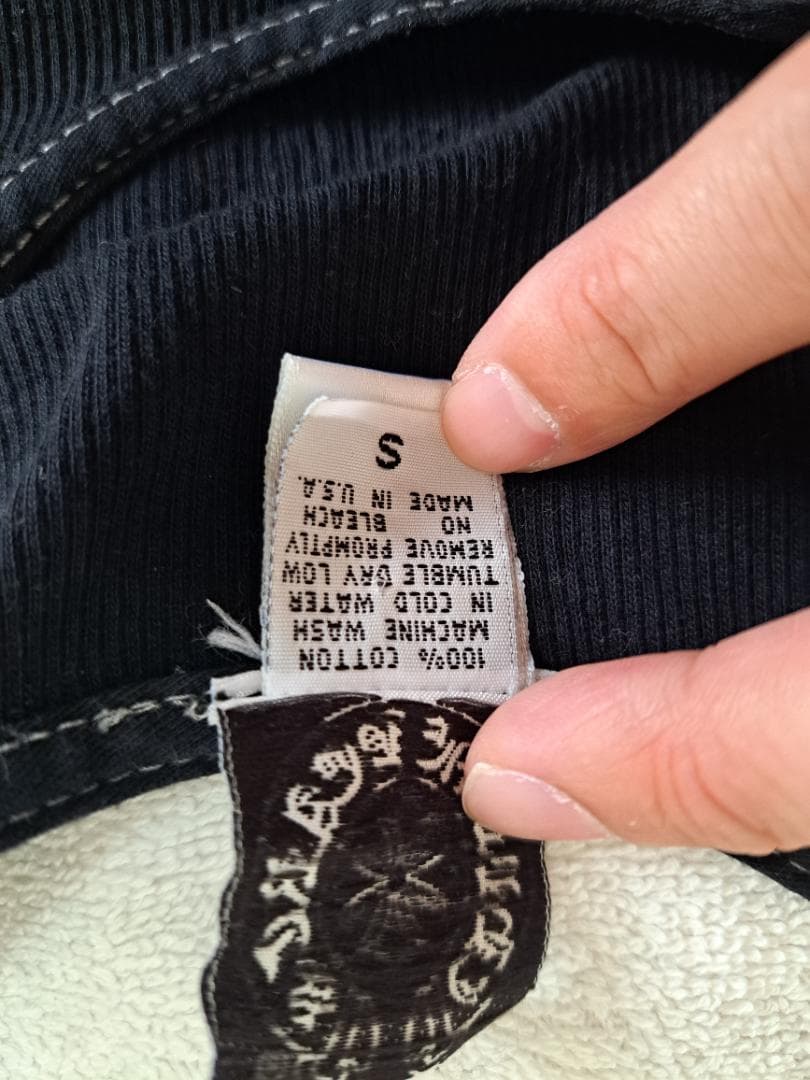 100% COTTON
MACHINE WASH
IN COLD WATER
TUMBLE DRY LOW
REMOVE PROMPTLY
NO BLEACH
MADE IN U.S.A.
S